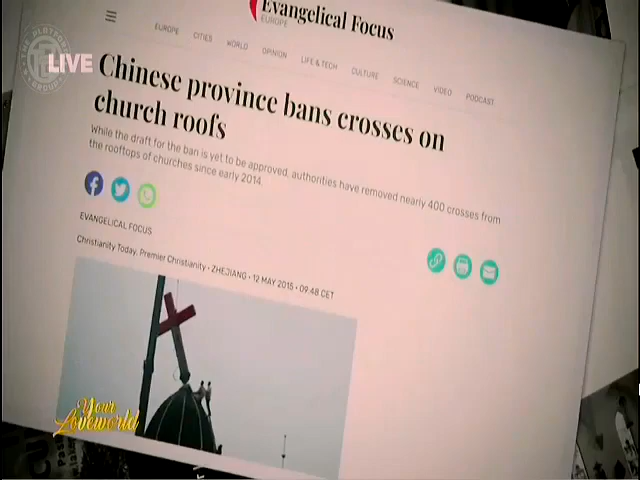 Evangelical Focus
EUROPE
LIVE
EUROPE CITIES WORLD OPINION LIFE & TECH CULTURE SCIENCE VIDEO PODCAST
Chinese province bans crosses on
church roofs
While the draft for the ban is yet to be approved, authorities have removed nearly 400 crosses from
the rooftops of churches since early 2014
EVANGELICAL FOCUS
Christianity Today, Premier Christianity · ZHEJIANG · 12 MAY 2015 · 09:48 CET
Your
Loveworld